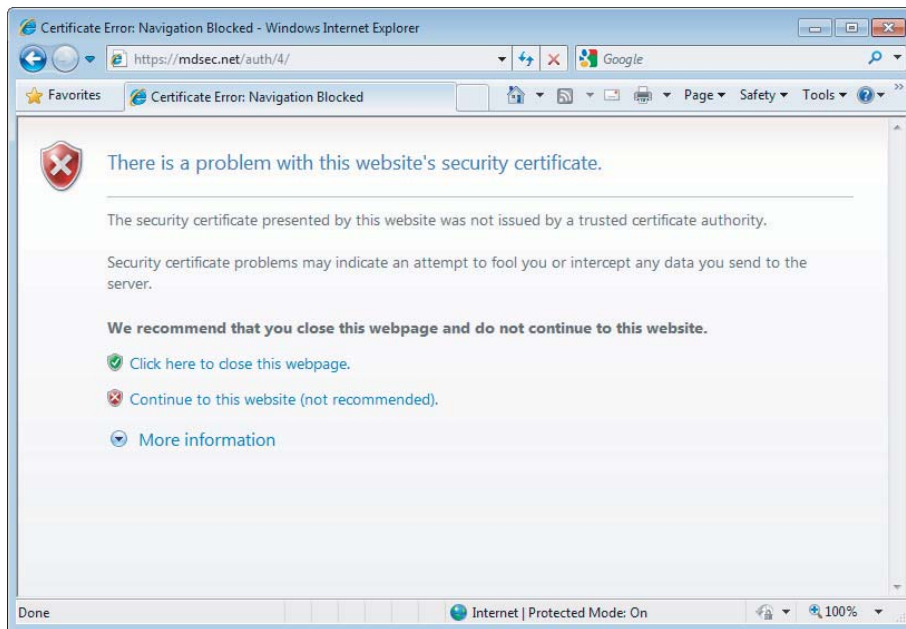 Certificate Error: Navigation Blocked - Windows Internet Explorer
https://mdsec.net/auth/4/
Google
Favorites
Certificate Error: Navigation Blocked
Page
Safety
Tools
There is a problem with this website's security certificate.
The security certificate presented by this website was not issued by a trusted certificate authority.
Security certificate problems may indicate an attempt to fool you or intercept any data you send to the
server.
We recommend that you close this webpage and do not continue to this website.
Click here to close this webpage.
Continue to this website (not recommended).
More information
Done
Internet | Protected Mode: On
100%